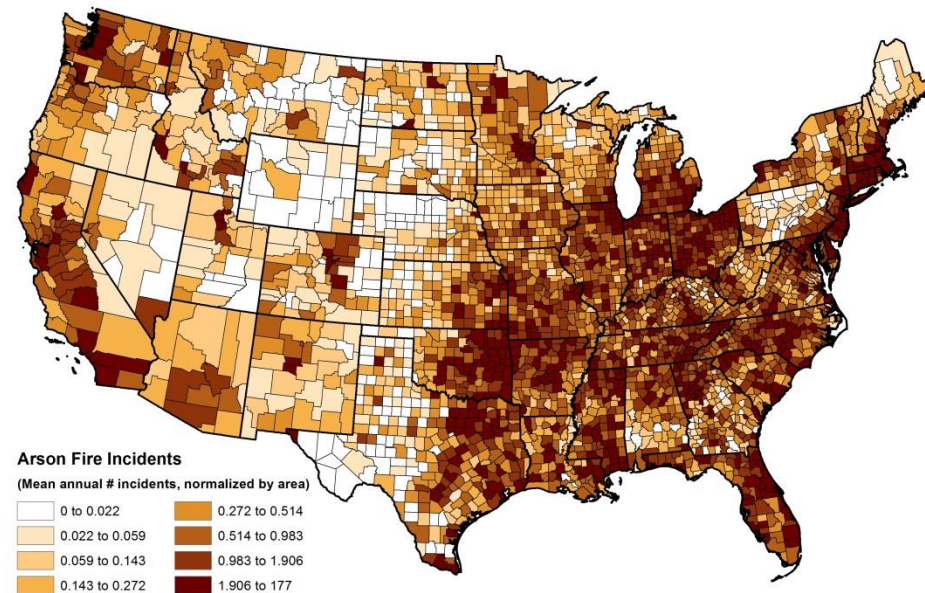 Arson Fire Incidents
(Mean annual # incidents, normalized by area)
0 to 0.022
0.022 to 0.059
0.059 to 0.143
0.143 to 0.272
0.272 to 0.514
0.514 to 0.983
0.983 to 1.906
1.906 to 177